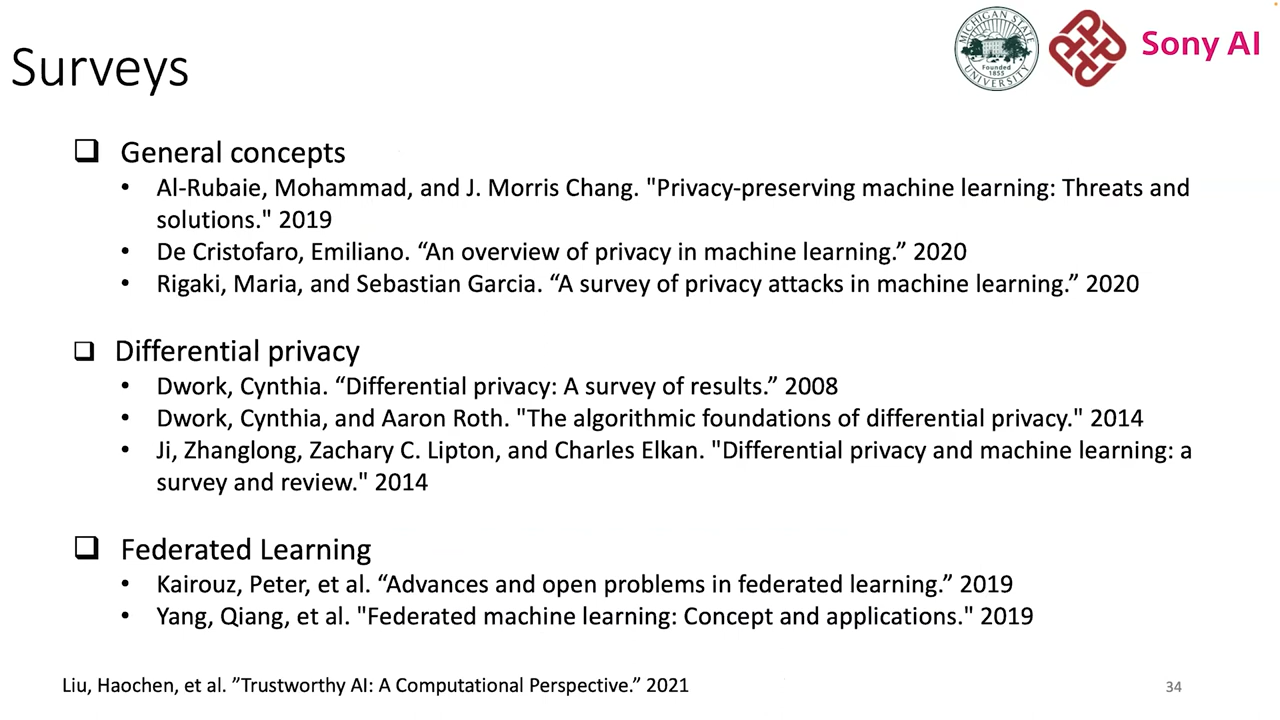 Surveys
MICHIGAN STATE UNIVERSITY
Founded
1855
Sony AI
❑ General concepts
• Al-Rubaie, Mohammad, and J. Morris Chang. "Privacy-preserving machine learning: Threats and
solutions." 2019
• De Cristofaro, Emiliano. “An overview of privacy in machine learning.” 2020
• Rigaki, Maria, and Sebastian Garcia. “A survey of privacy attacks in machine learning.” 2020
❑ Differential privacy
• Dwork, Cynthia. “Differential privacy: A survey of results.” 2008
• Dwork, Cynthia, and Aaron Roth. "The algorithmic foundations of differential privacy." 2014
• Ji, Zhanglong, Zachary C. Lipton, and Charles Elkan. "Differential privacy and machine learning: a
survey and review." 2014
❑ Federated Learning
• Kairouz, Peter, et al. “Advances and open problems in federated learning.” 2019
• Yang, Qiang, et al. "Federated machine learning: Concept and applications." 2019
Liu, Haochen, et al. ”Trustworthy AI: A Computational Perspective.” 2021
34